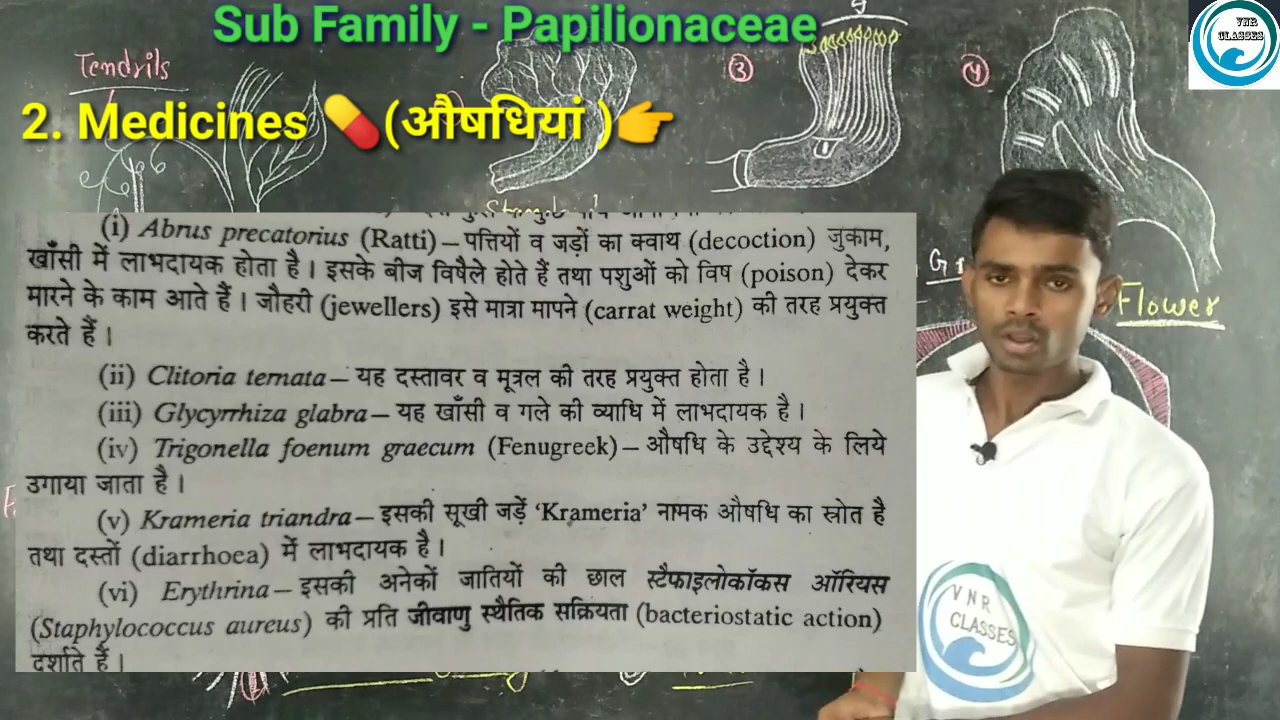 Sub Family - Papilionaceae
VNR
CLASSES
Tendrils
3
4
2. Medicines 💊(औषधियां )👉
(i) Abrus precatorius (Ratti) – पत्तियों व जड़ों का क्वाथ (decoction) जुकाम,
खाँसी में लाभदायक होता है। इसके बीज विषैले होते हैं तथा पशुओं को विष (poison) देकर
मारने के काम आते हैं। जौहरी (jewellers) इसे मात्रा मापने (carrat weight) की तरह प्रयुक्त
करते हैं।
(ii) Clitoria ternata – यह दस्तावर व मूत्रल की तरह प्रयुक्त होता है।
(iii) Glycyrrhiza glabra – यह खाँसी व गले की व्याधि में लाभदायक है।
(iv) Trigonella foenum graecum (Fenugreek) – औषधि के उद्देश्य के लिये
उगाया जाता है।
(v) Krameria triandra – इसकी सूखी जड़ें ‘Krameria’ नामक औषधि का स्रोत है
तथा दस्तों (diarrhoea) में लाभदायक है।
(vi) Erythrina – इसकी अनेकों जातियों की छाल स्टैफाइलोकॉकस ऑरियस
(Staphylococcus aureus) की प्रति जीवाणु स्थैतिक सक्रियता (bacteriostatic action)
दर्शाते हैं।
Flower
VNR
CLASSES